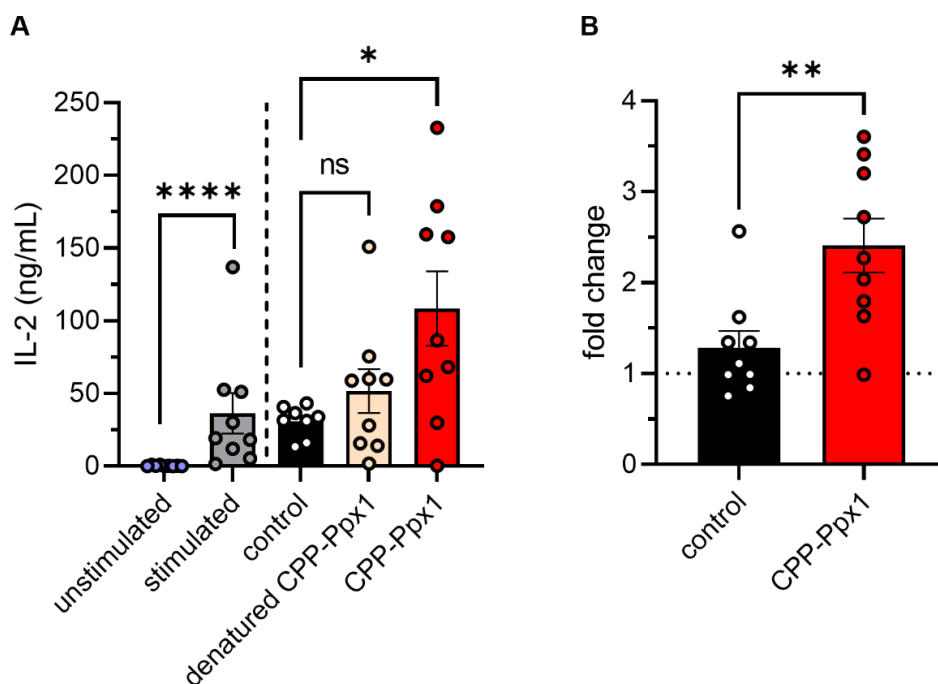 A
IL-2 (ng/mL)
250
200
150
100
50
0
****
ns
*
unstimulated
stimulated
control
denatured CPP-Ppx1
CPP-Ppx1
B
fold change
4
3
2
1
0
**
control
CPP-Ppx1